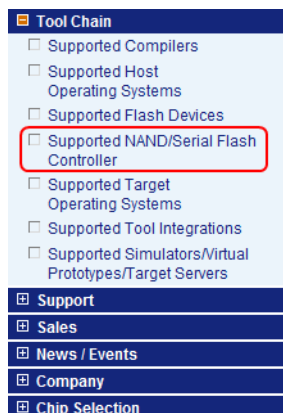 Tool Chain
Supported Compilers
Supported Host
Operating Systems
Supported Flash Devices
Supported NAND/Serial Flash
Controller
Supported Target
Operating Systems
Supported Tool Integrations
Supported Simulators/Virtual
Prototypes/Target Servers
Support
Sales
News / Events
Company
Chip Selection